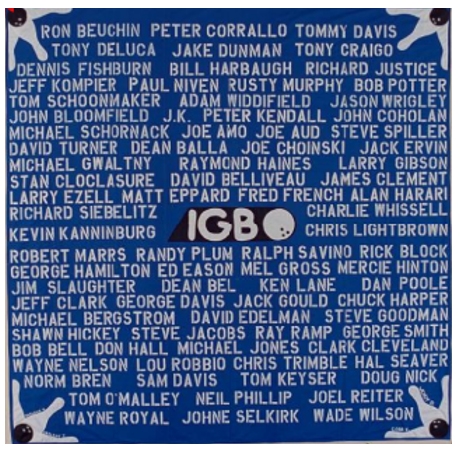 RON BEUCHIN PETER CORRALLO TOMMY DAVIS
TONY DELUCA JAKE DUNMAN TONY CRAIGO
DENNIS FISHBURN BILL HARBAUGH RICHARD JUSTICE
JEFF KOMPIER PAUL NIVEN RUSTY MURPHY BOB POTTER
TOM SCHOONMAKER ADAM WIDDIFIELD JASON WRIGLEY
JOHN BLOOMFIELD J.K. PETER KENDALL JOHN COHOLAN
MICHAEL SCHORNACK JOE AMO JOE AUD STEVE SPILLER
DAVID TURNER DEAN BALLA JOE CHOINSKI JACK ERVIN
MICHAEL GWALTNY RAYMOND HAINES LARRY GIBSON
STAN CLOCLASURE DAVID BELLIVEAU JAMES CLEMENT
LARRY EZELL MATT EPPARD FRED FRENCH ALAN HARARI
RICHARD SIEBELITZ CHARLIE WHISSELL
IGBO
KEVIN KANNINBURG CHRIS LIGHTBROWN
ROBERT MARRS RANDY PLUM RALPH SAVINO RICK BLOCK
GEORGE HAMILTON ED EASON MEL GROSS MERCIE HINTON
JIM SLAUGHTER DEAN BEL KEN LANE DAN POOLE
JEFF CLARK GEORGE DAVIS JACK GOULD CHUCK HARPER
MICHAEL BERGSTROM DAVID EDELMAN STEVE GOODMAN
SHAWN HICKEY STEVE JACOBS RAY RAMP GEORGE SMITH
BOB BELL DON HALL MICHAEL JONES CLARK CLEVELAND
WAYNE NELSON LOU ROBBIO CHRIS TRIMBLE HAL SEAVER
NORM BREN SAM DAVIS TOM KEYSER DOUG NICK
TOM O'MALLEY NEIL PHILLIP JOEL REITER
WAYNE ROYAL JOHNE SELKIRK WADE WILSON